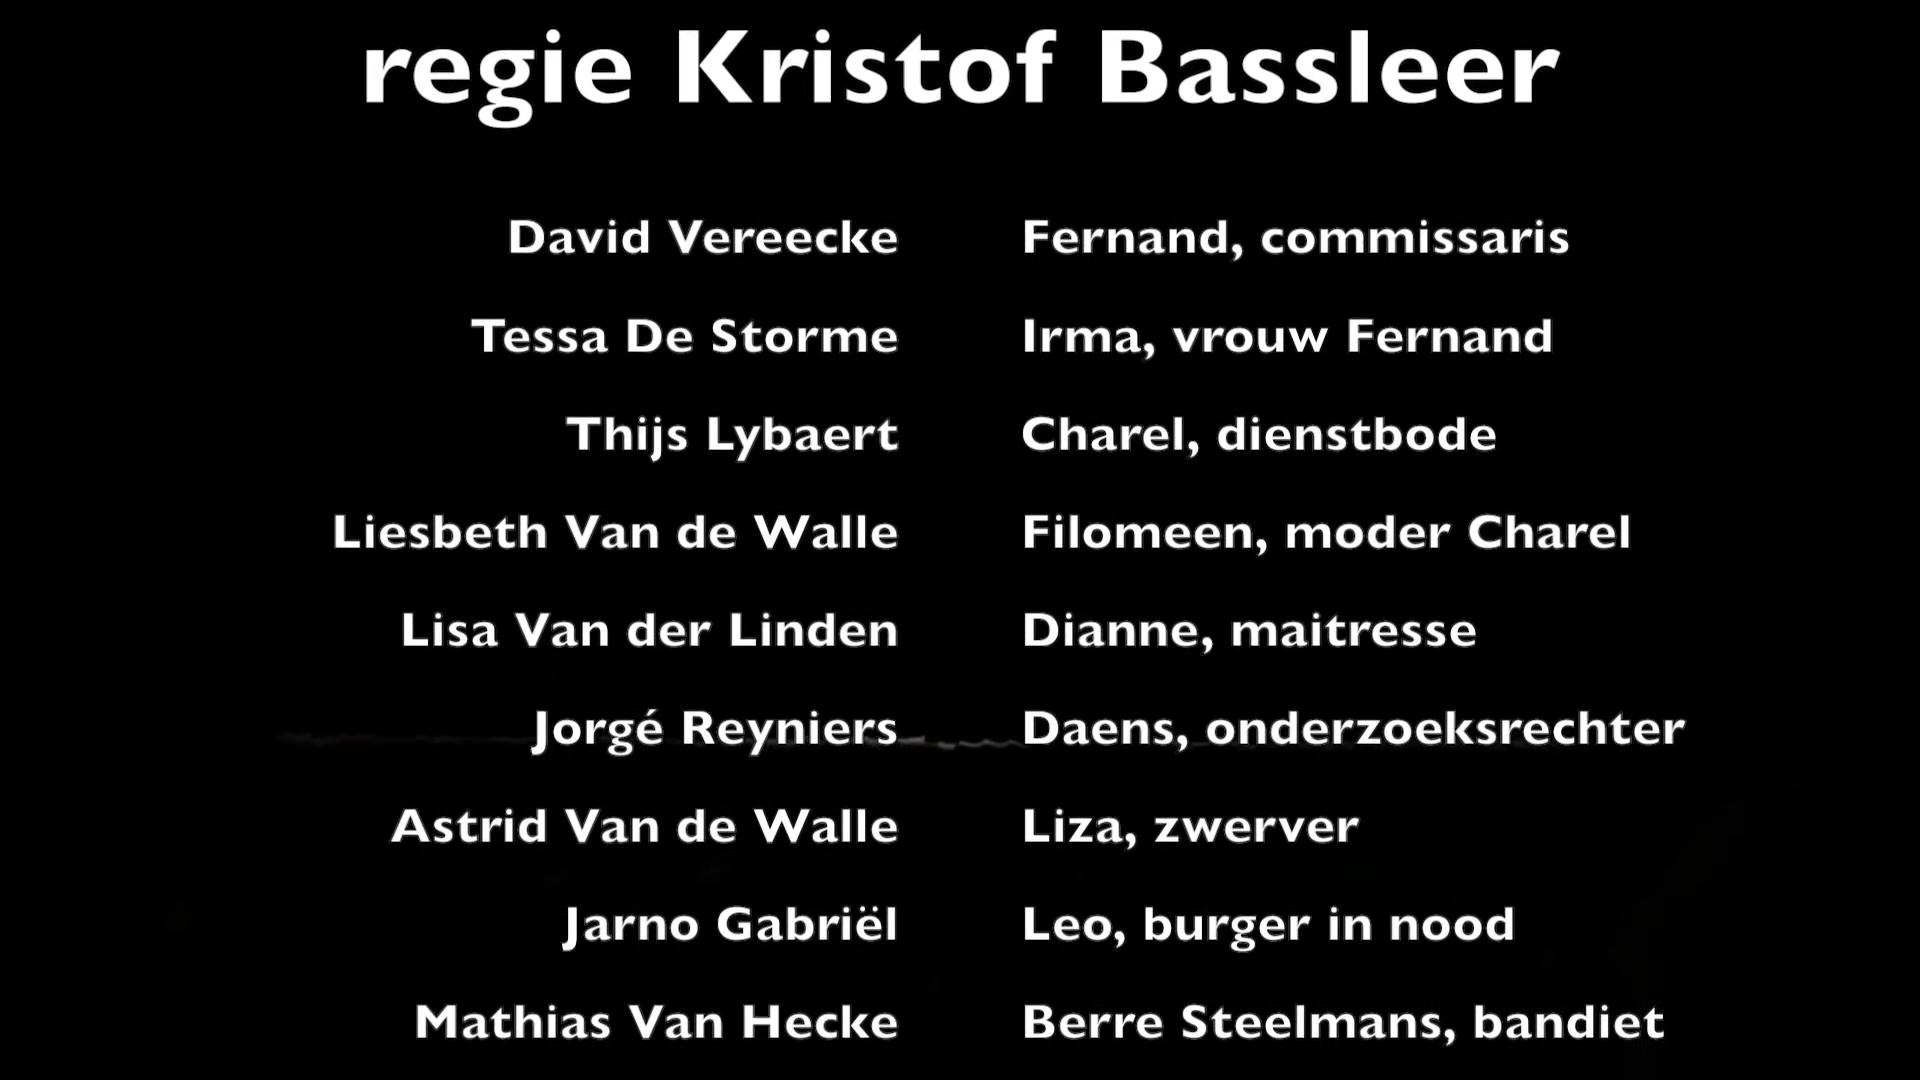 regie Kristof Bassleer
David Vereecke Fernand, commissaris
Tessa De Storme Irma, vrouw Fernand
Thijs Lybaert Charel, dienstbode
Liesbeth Van de Walle Filomeen, moder Charel
Lisa Van der Linden Dianne, maitresse
Jorgé Reyniers Daens, onderzoeksrechter
Astrid Van de Walle Liza, zwerver
Jarno Gabriël Leo, burger in nood
Mathias Van Hecke Berre Steelmans, bandiet